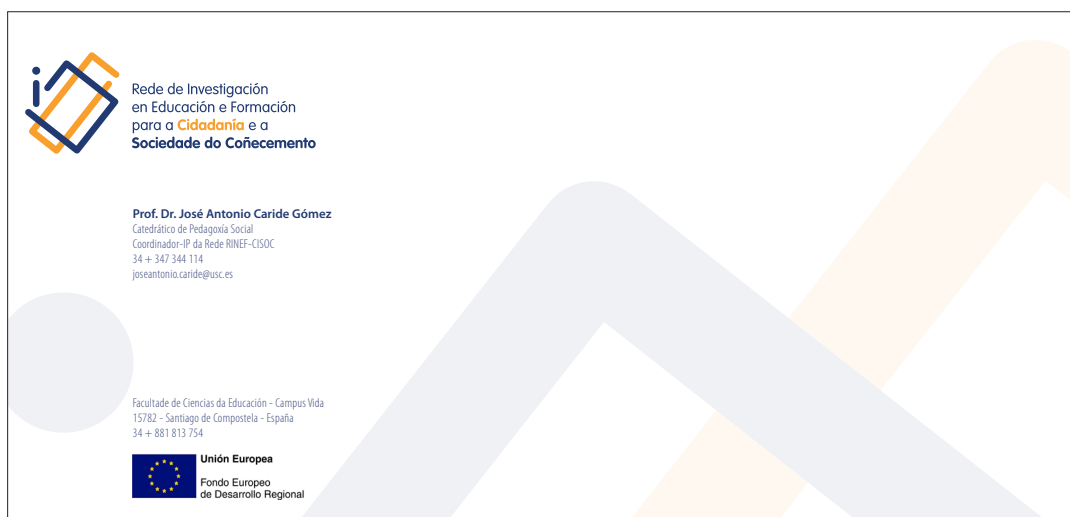 Rede de Investigación
en Educación e Formación
para a Cidadanía e a
Sociedade do Coñecemento
Prof. Dr. José Antonio Caride Gómez
Catedrático de Pedagoxía Social
Coordinador-IP da Rede RINEF-CISOC
34 + 347 344 114
joseantonio.caride@usc.es
Facultade de Ciencias da Educación - Campus Vida
15782 - Santiago de Compostela - España
34 + 881 813 754
Unión Europea
Fondo Europeo
de Desarrollo Regional